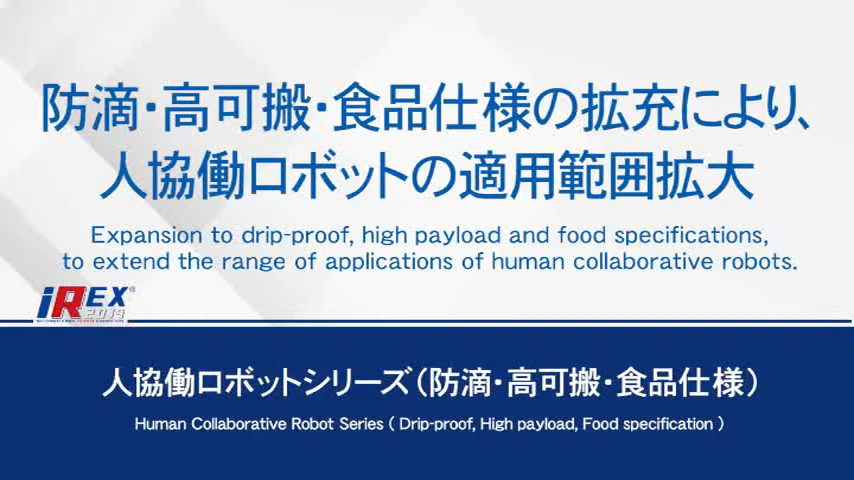 防滴・高可搬・食品仕様の拡充により、
人協働ロボットの適用範囲拡大
Expansion to drip-proof, high payload and food specifications,
to extend the range of applications of human collaborative robots.
iREX®
2019
人協働ロボットシリーズ（防滴・高可搬・食品仕様）
Human Collaborative Robot Series ( Drip-proof, High payload, Food specification )